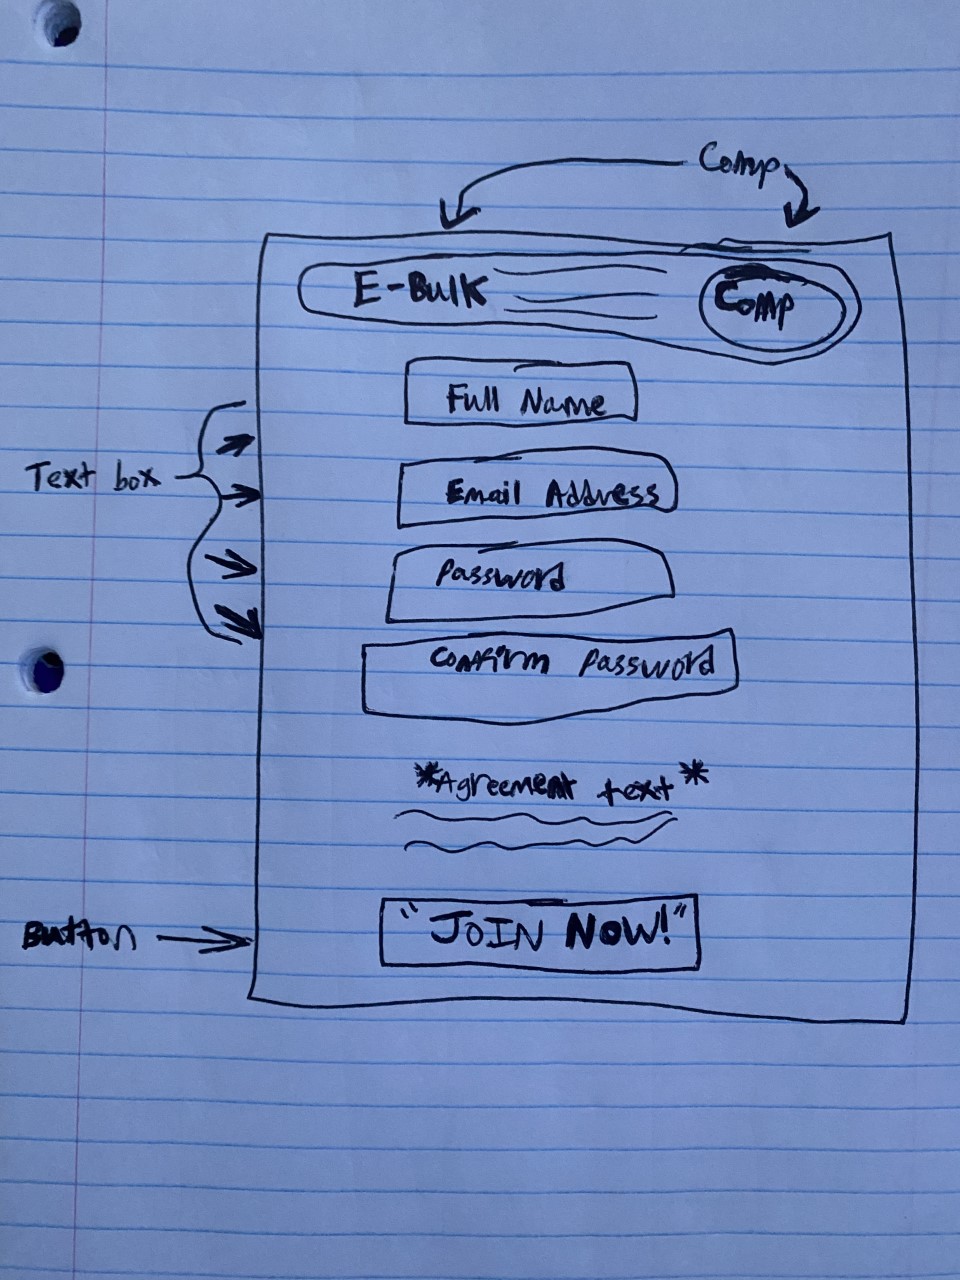 Comp
E-Bulk
Comp
Full Name
Text box
Email Address
Password
Confirm Password
*Agreement text*
Button
"JOIN NOW!"